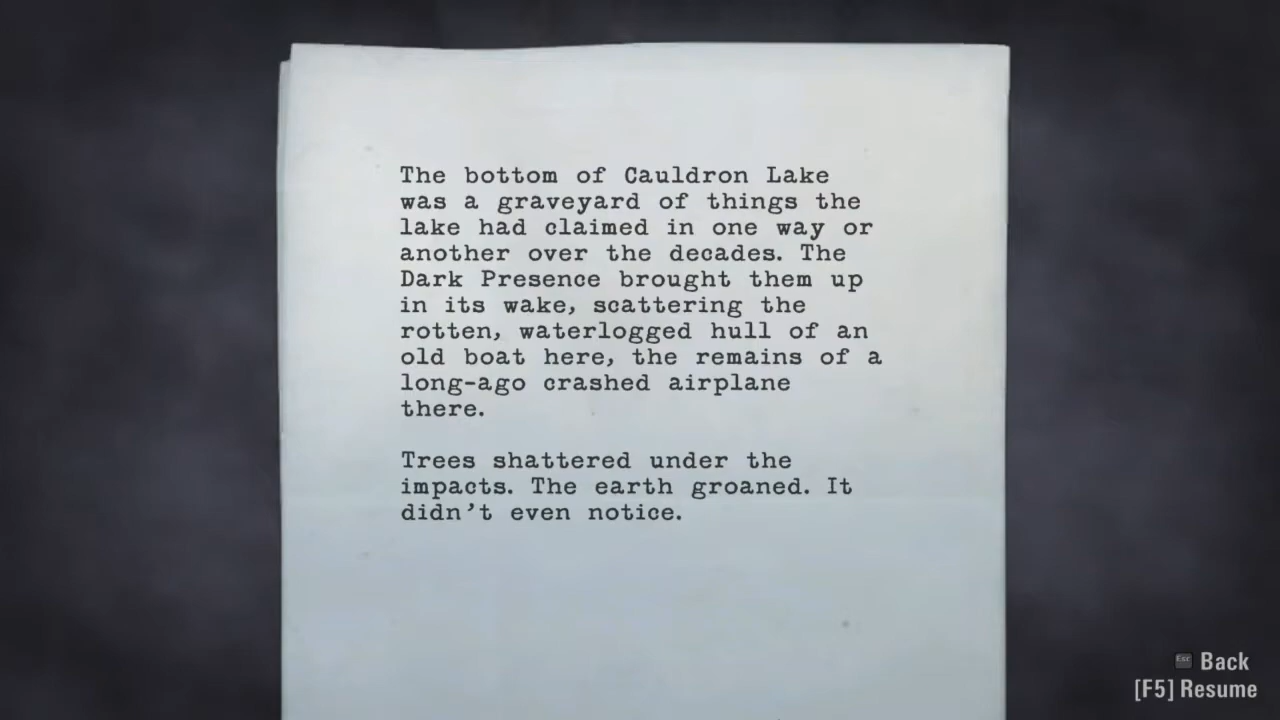 The bottom of Cauldron Lake
was a graveyard of things the
lake had claimed in one way or
another over the decades. The
Dark Presence brought them up
in its wake, scattering the
rotten, waterlogged hull of an
old boat here, the remains of a
long-ago crashed airplane
there.
Trees shattered under the
impacts. The earth groaned. It
didn't even notice.
Esc Back
[F5] Resume